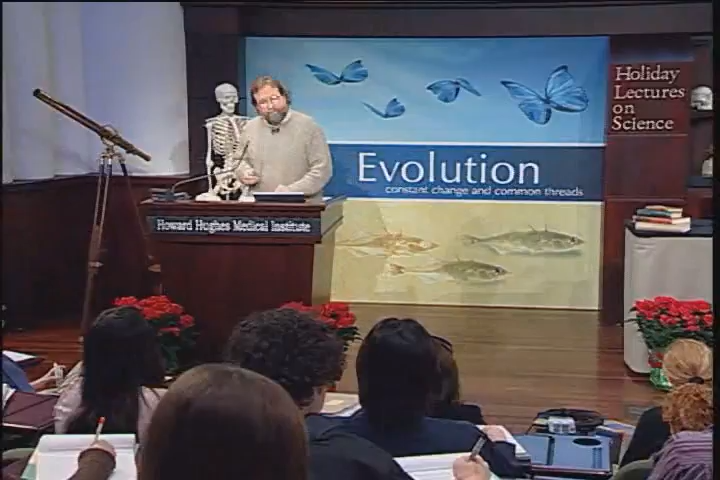 Holiday
Lectures
on
Science
Evolution
constant change and common threads
Howard Hughes Medical Institute